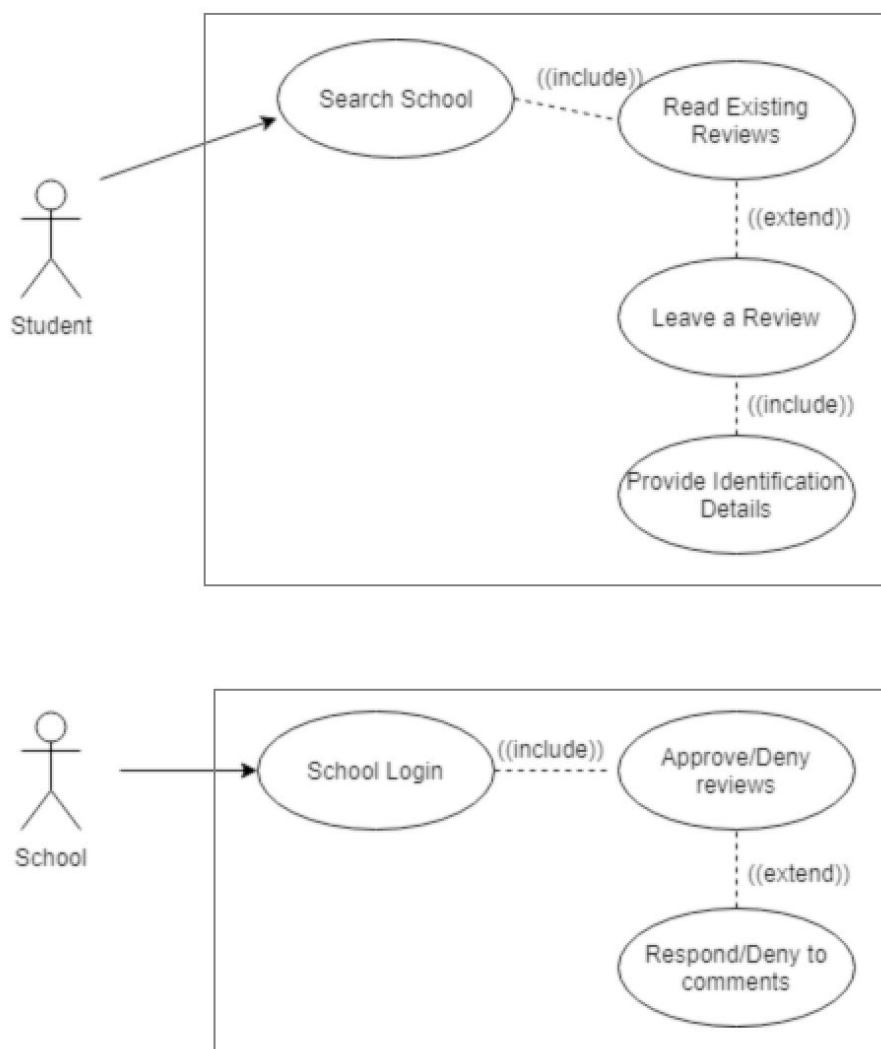 Search School
((include))
Read Existing
Reviews
((extend))
Student
Leave a Review
((include))
Provide Identification
Details
School Login
((include))
Approve/Deny
reviews
School
((extend))
Respond/Deny to
comments